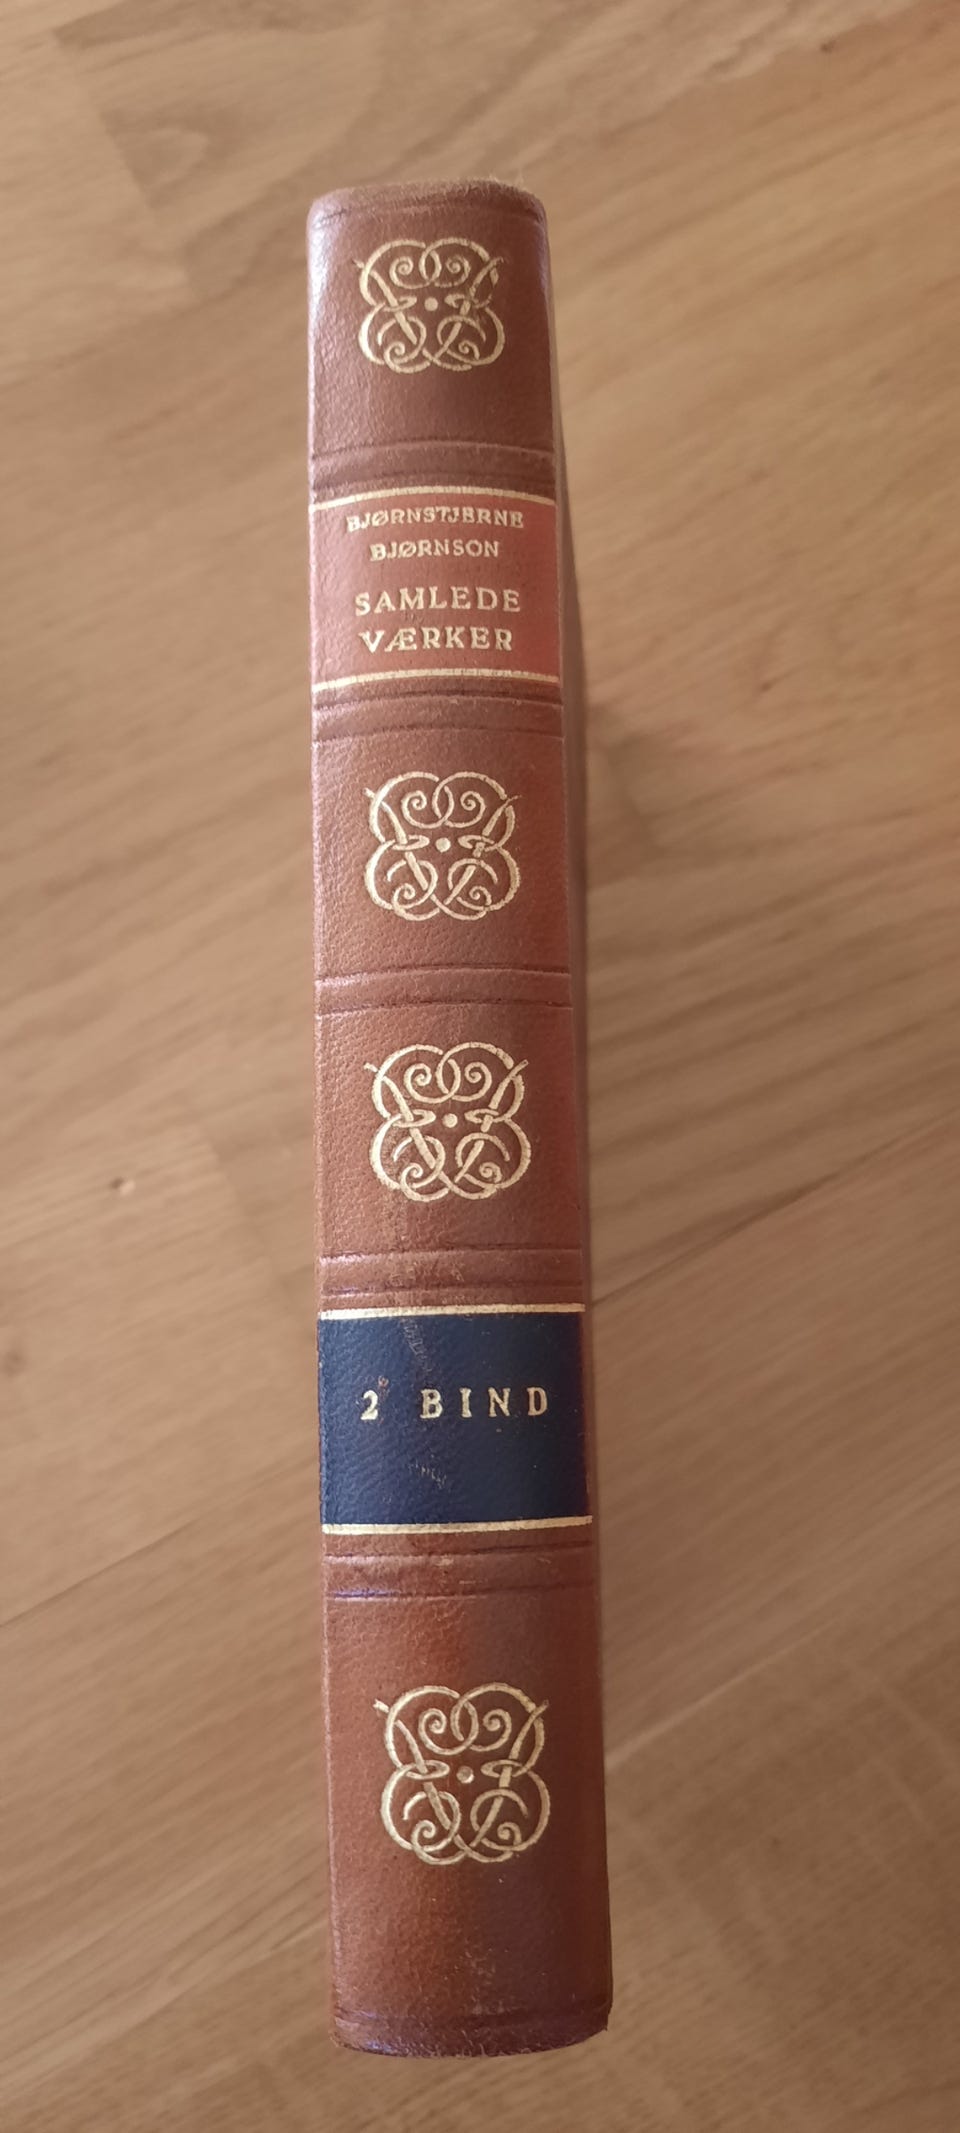 BJØRNSTJERNE
BJØRNSON
SAMLEDE
VÆRKER
2 BIND